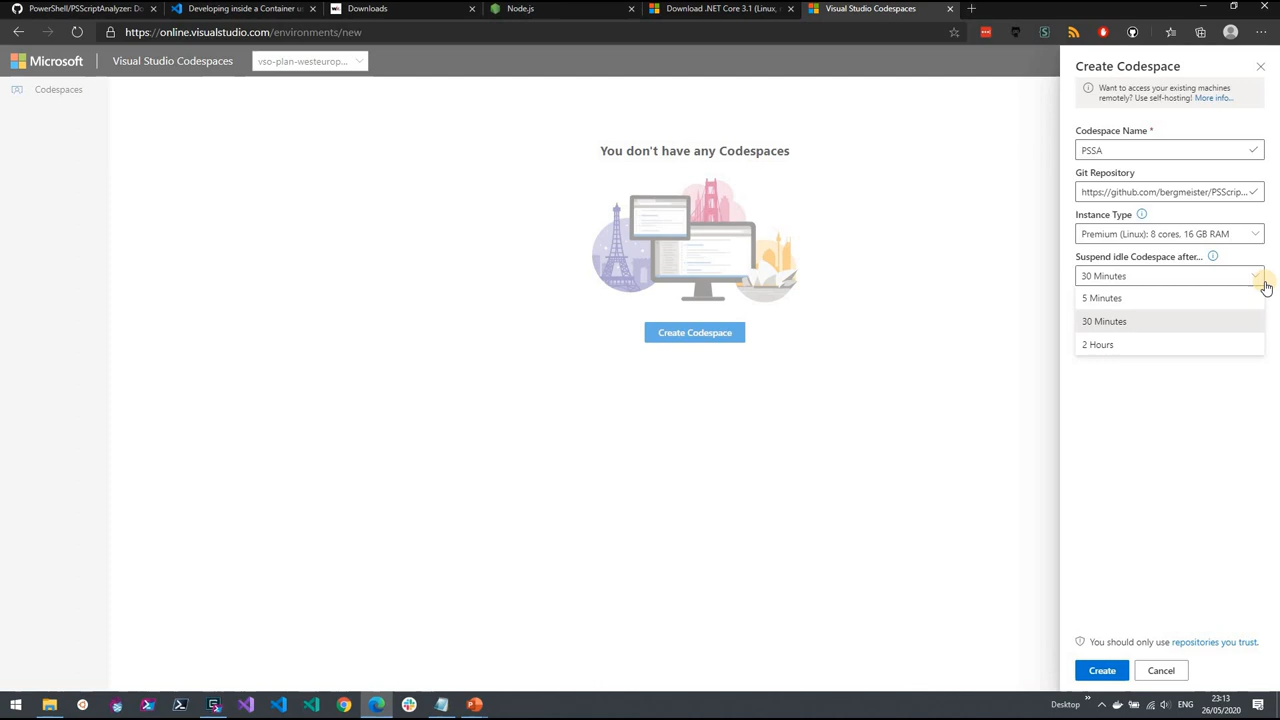 PowerShell/PSScriptAnalyzer: Do
Developing inside a Container us
Downloads
Node.js
Download .NET Core 3.1 (Linux,
Visual Studio Codespaces
https://online.visualstudio.com/environments/new
Microsoft
Visual Studio Codespaces
vso-plan-westeurop...
Codespaces
You don't have any Codespaces
Create Codespace
Create Codespace
Want to access your existing machines
remotely? Use self-hosting! More info...
Codespace Name *
PSSA
Git Repository
https://github.com/bergmeister/PSScrip...
Instance Type
Premium (Linux): 8 cores, 16 GB RAM
Suspend idle Codespace after...
30 Minutes
5 Minutes
30 Minutes
2 Hours
You should only use repositories you trust.
Create
Cancel
Desktop
ENG
23:13
26/05/2020